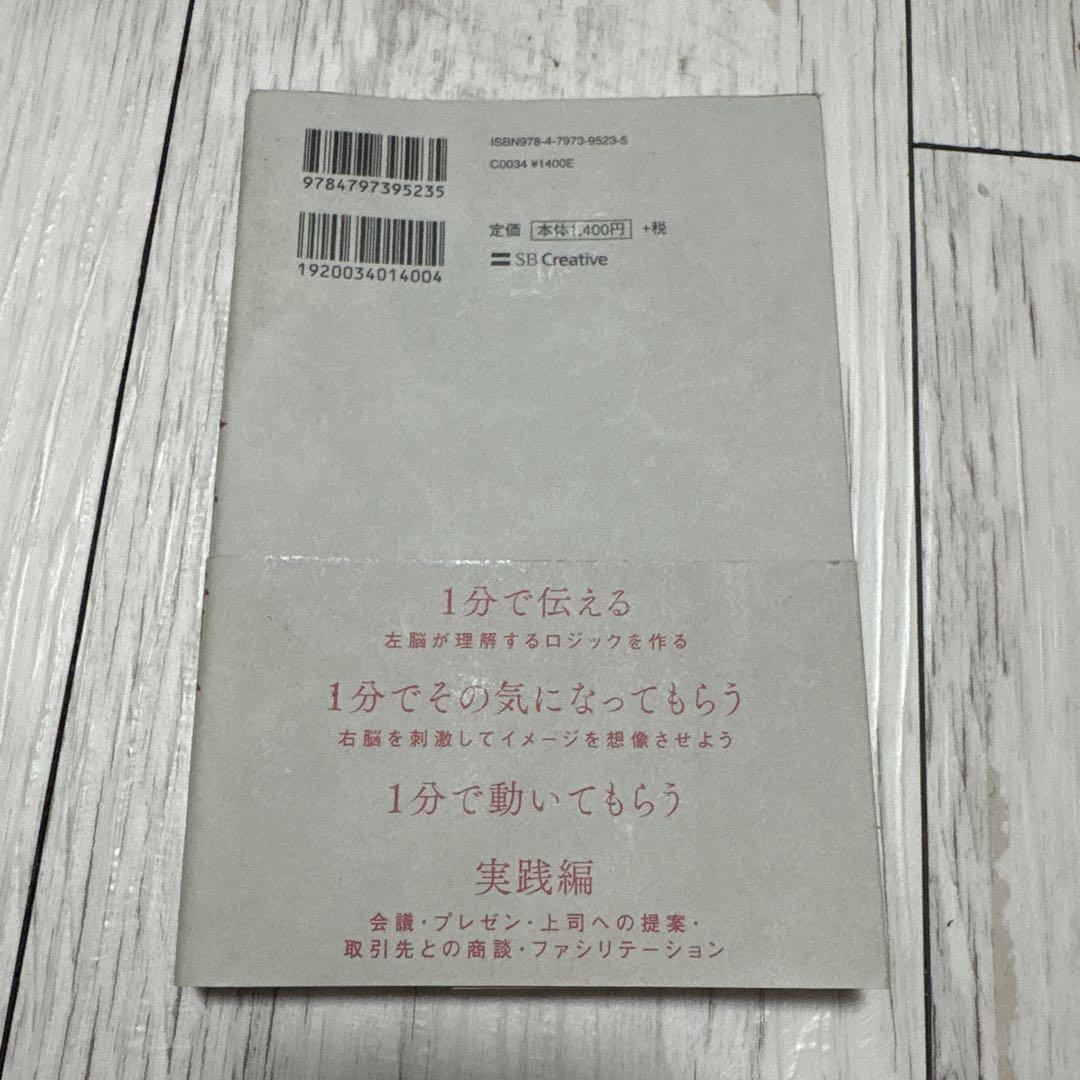 9784797395235
ISBN978-4-7973-9523-5
C0034 ¥1400E
1920034014004
定価 本体1,400円 +税
SB Creative
1分で伝える
左脳が理解するロジックを作る
1分でその気になってもらう
右脳を刺激してイメージを想像させよう
1分で動いてもらう
実践編
会議・プレゼン・上司への提案・
取引先との商談・ファシリテーション